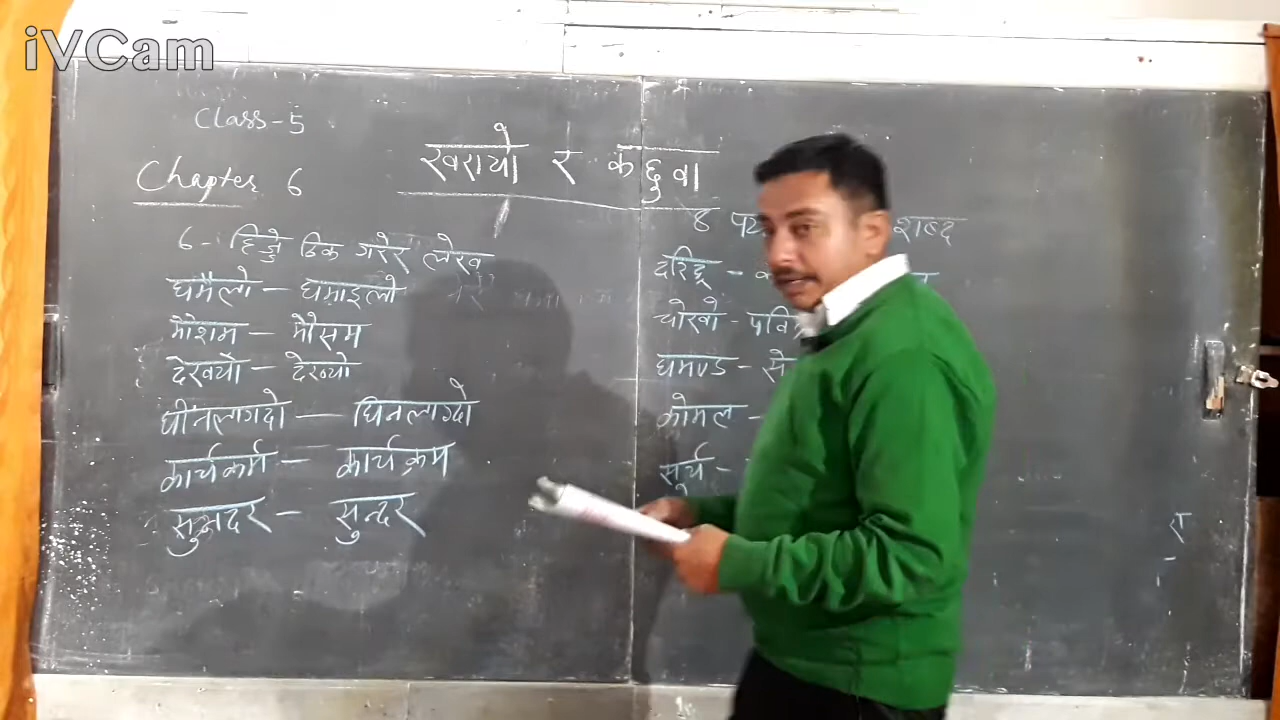 iVCam
Class-5
Chapter 6
खरायो र कछुवा
6- हिज्जे ठिक गरेर लेख
घमैलो – घमाइलो
मौशम – मौसम
देखयो – देख्यो
घीनलागदो – घिनलाग्दो
कार्यकर्म – कार्यक्रम
सुनदर – सुन्दर
8 शब्द
दरिद्र –
चोखो – पवित्र
घमण्ड –
कोमल –
सूर्य –